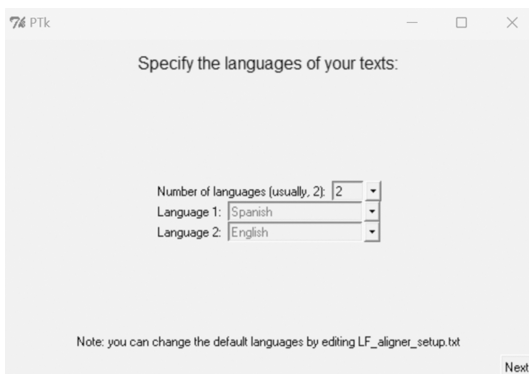 PTk
Specify the languages of your texts:
Number of languages (usually, 2): 2
Language 1: Spanish
Language 2: English
Note: you can change the default languages by editing LF_aligner_setup.txt
Next